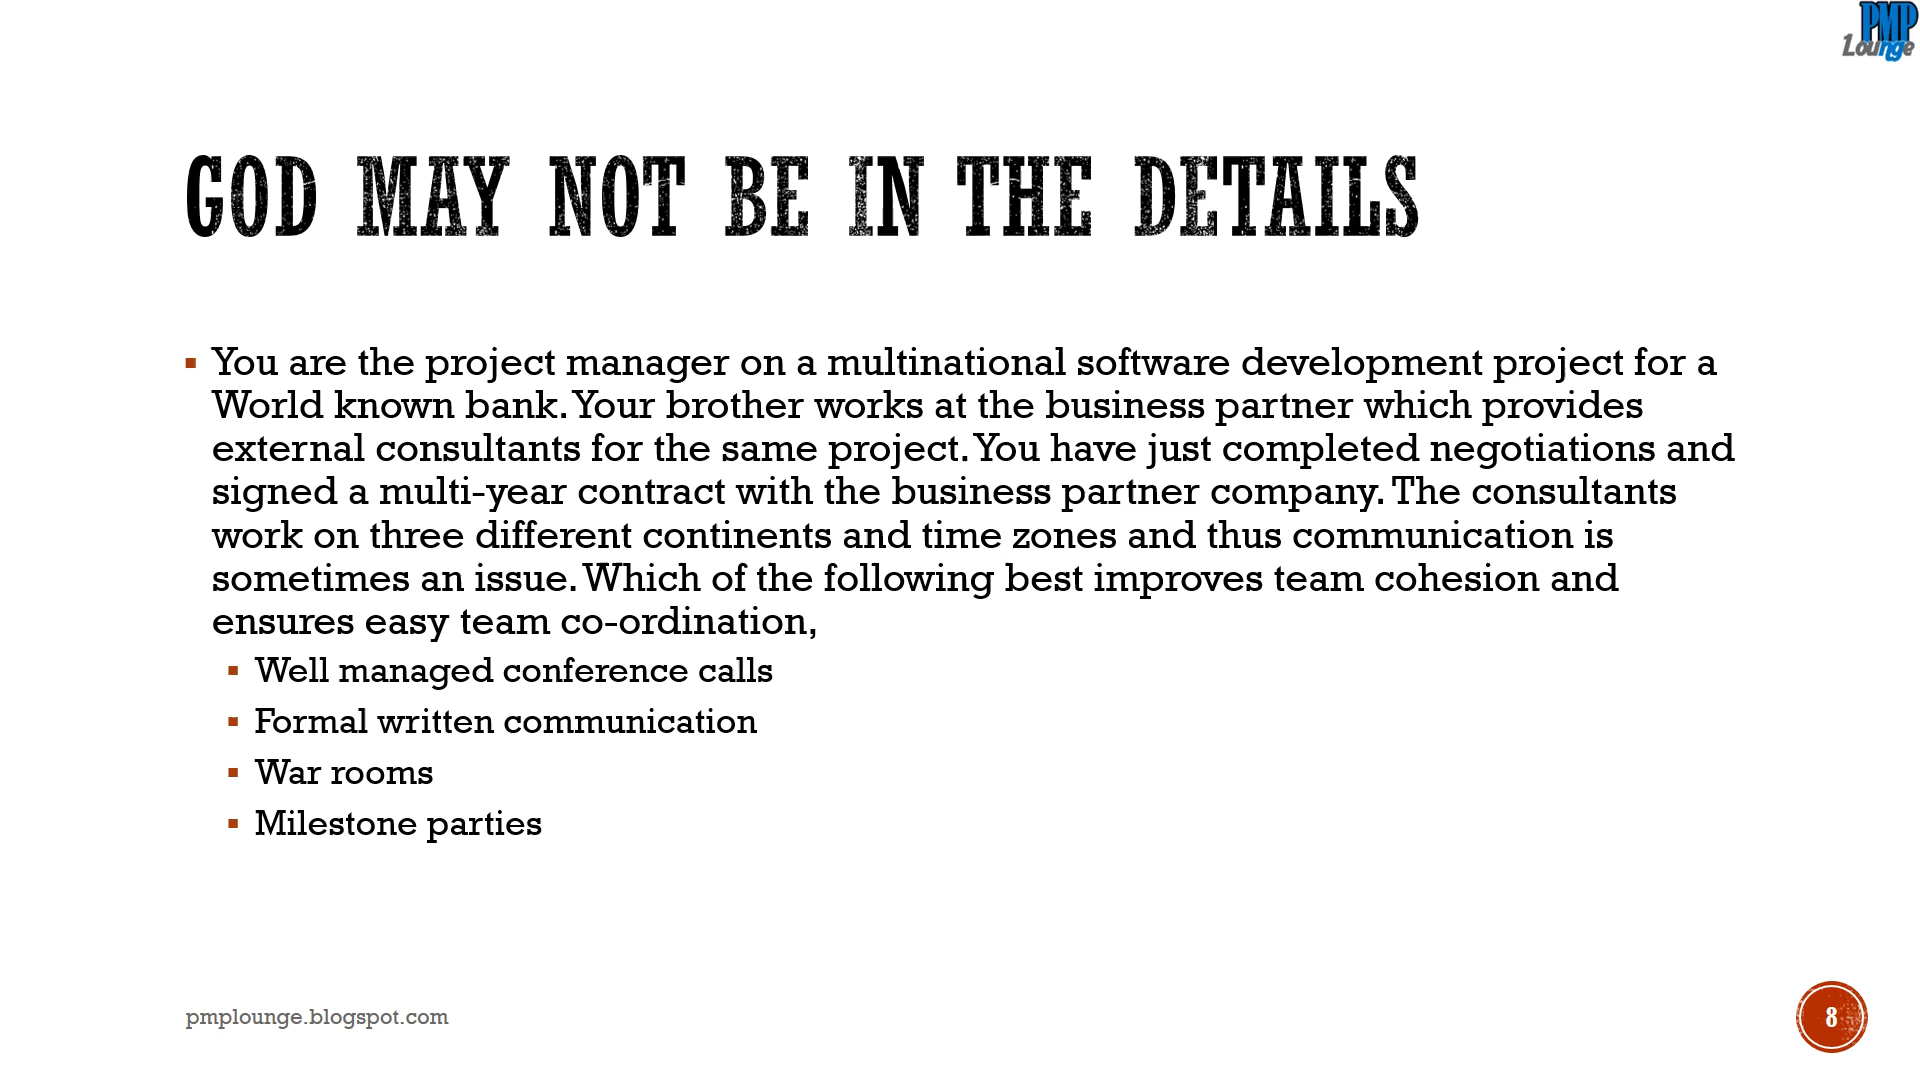 PMP
Lounge
GOD MAY NOT BE IN THE DETAILS
▪ You are the project manager on a multinational software development project for a
World known bank. Your brother works at the business partner which provides
external consultants for the same project. You have just completed negotiations and
signed a multi-year contract with the business partner company. The consultants
work on three different continents and time zones and thus communication is
sometimes an issue. Which of the following best improves team cohesion and
ensures easy team co-ordination,
▪ Well managed conference calls
▪ Formal written communication
▪ War rooms
▪ Milestone parties
pmplounge.blogspot.com
8